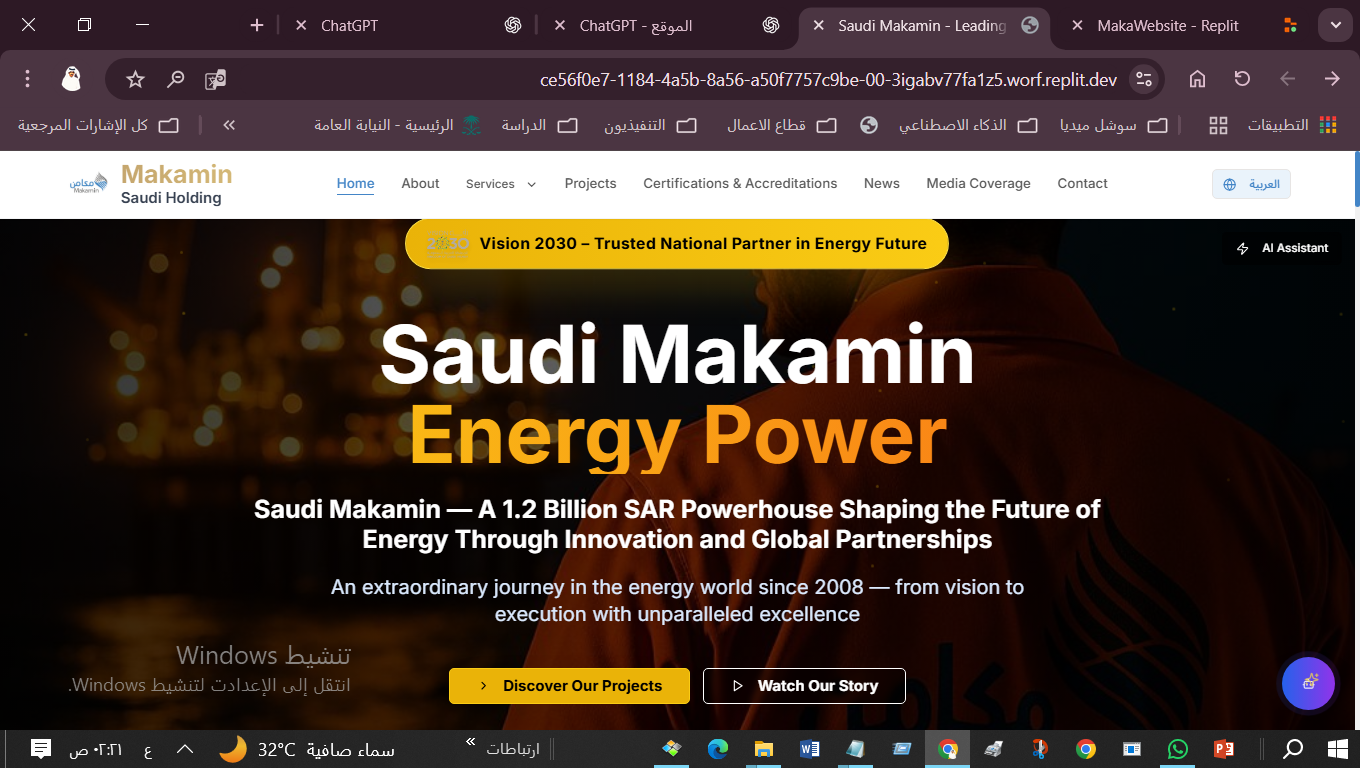 ChatGPT
ChatGPT - الموقع
Saudi Makamin - Leading
MakaWebsite - Replit
ce56f0e7-1184-4a5b-8a56-a50f7757c9be-00-3igabv77fa1z5.worf.replit.dev
التطبيقات
سوشل ميديا
الذكاء الاصطناعي
قطاع الاعمال
التنفيذيون
الدراسة
الرئيسية - النيابة العامة
»
كل الإشارات المرجعية
مكامن
Makamin
Makamin
Saudi Holding
Home
About
Services
Projects
Certifications & Accreditations
News
Media Coverage
Contact
العربية
Vision 2030 – Trusted National Partner in Energy Future
AI Assistant
Saudi Makamin
Energy Power
Saudi Makamin — A 1.2 Billion SAR Powerhouse Shaping the Future of
Energy Through Innovation and Global Partnerships
An extraordinary journey in the energy world since 2008 — from vision to
execution with unparalleled excellence
Discover Our Projects
Watch Our Story
مكامن
تنشيط Windows
انتقل إلى الإعدادت لتنشيط Windows.
ارتباطات
»
سماء صافية
32°C
ع
٠٢:٢١ ص